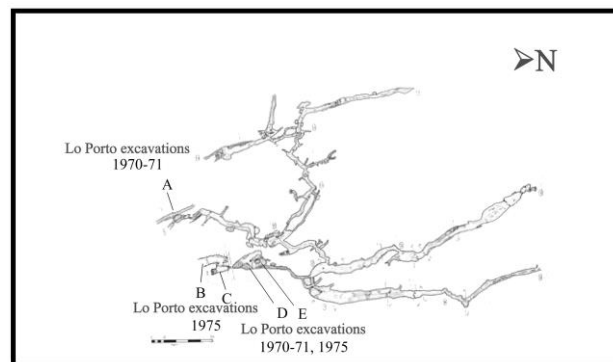 N
Lo Porto excavations
1970-71
A
B
C
D
E
Lo Porto excavations
1975
Lo Porto excavations
1970-71, 1975